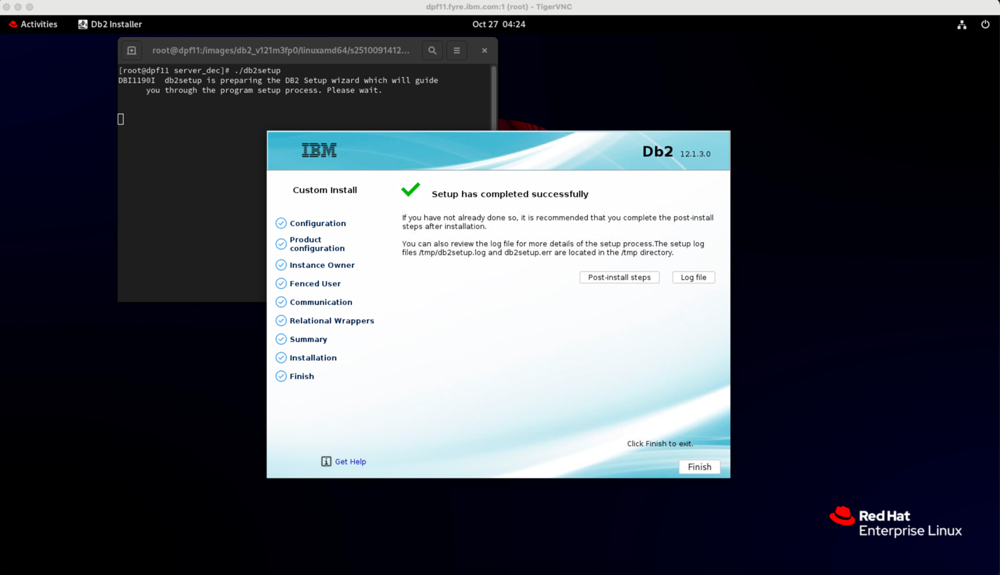 dpf11.fyre.ibm.com:1 (root) - TigerVNC
Activities
Db2 Installer
Oct 27 04:24
root@dpf11:/images/db2_v121m3fp0/linuxamd64/s2510091412...
[root@dpf11 server_dec]# ./db2setup
DBI1190I  db2setup is preparing the DB2 Setup wizard which will guide
you through the program setup process. Please wait.
IBM
Db2 12.1.3.0
Custom Install
Configuration
Product
configuration
Instance Owner
Fenced User
Communication
Relational Wrappers
Summary
Installation
Finish
Get Help
Setup has completed successfully
If you have not already done so, it is recommended that you complete the post-install
steps after installation.
You can also review the log file for more details of the setup process.The setup log
files /tmp/db2setup.log and db2setup.err are located in the /tmp directory.
Post-install steps
Log file
Click Finish to exit.
Finish
Red Hat
Enterprise Linux